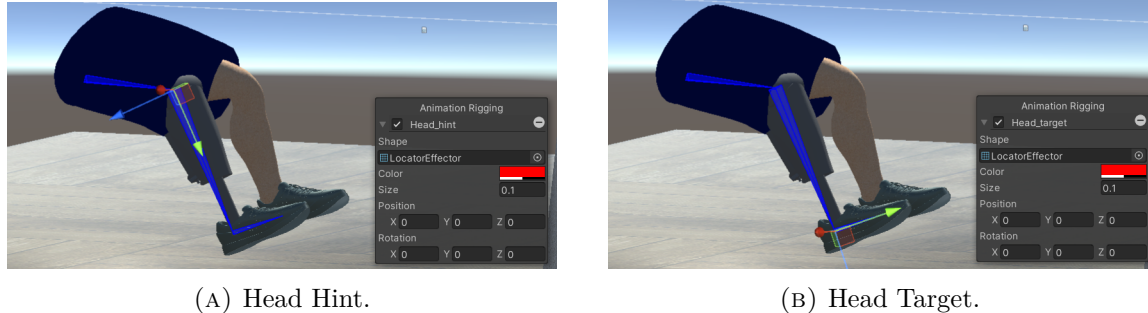 Animation Rigging
Head_hint
Shape
LocatorEffector
Color
Size 0.1
Position
X 0 Y 0 Z 0
Rotation
X 0 Y 0 Z 0
(A) Head Hint.
Animation Rigging
Head_target
Shape
LocatorEffector
Color
Size 0.1
Position
X 0 Y 0 Z 0
Rotation
X 0 Y 0 Z 0
(B) Head Target.